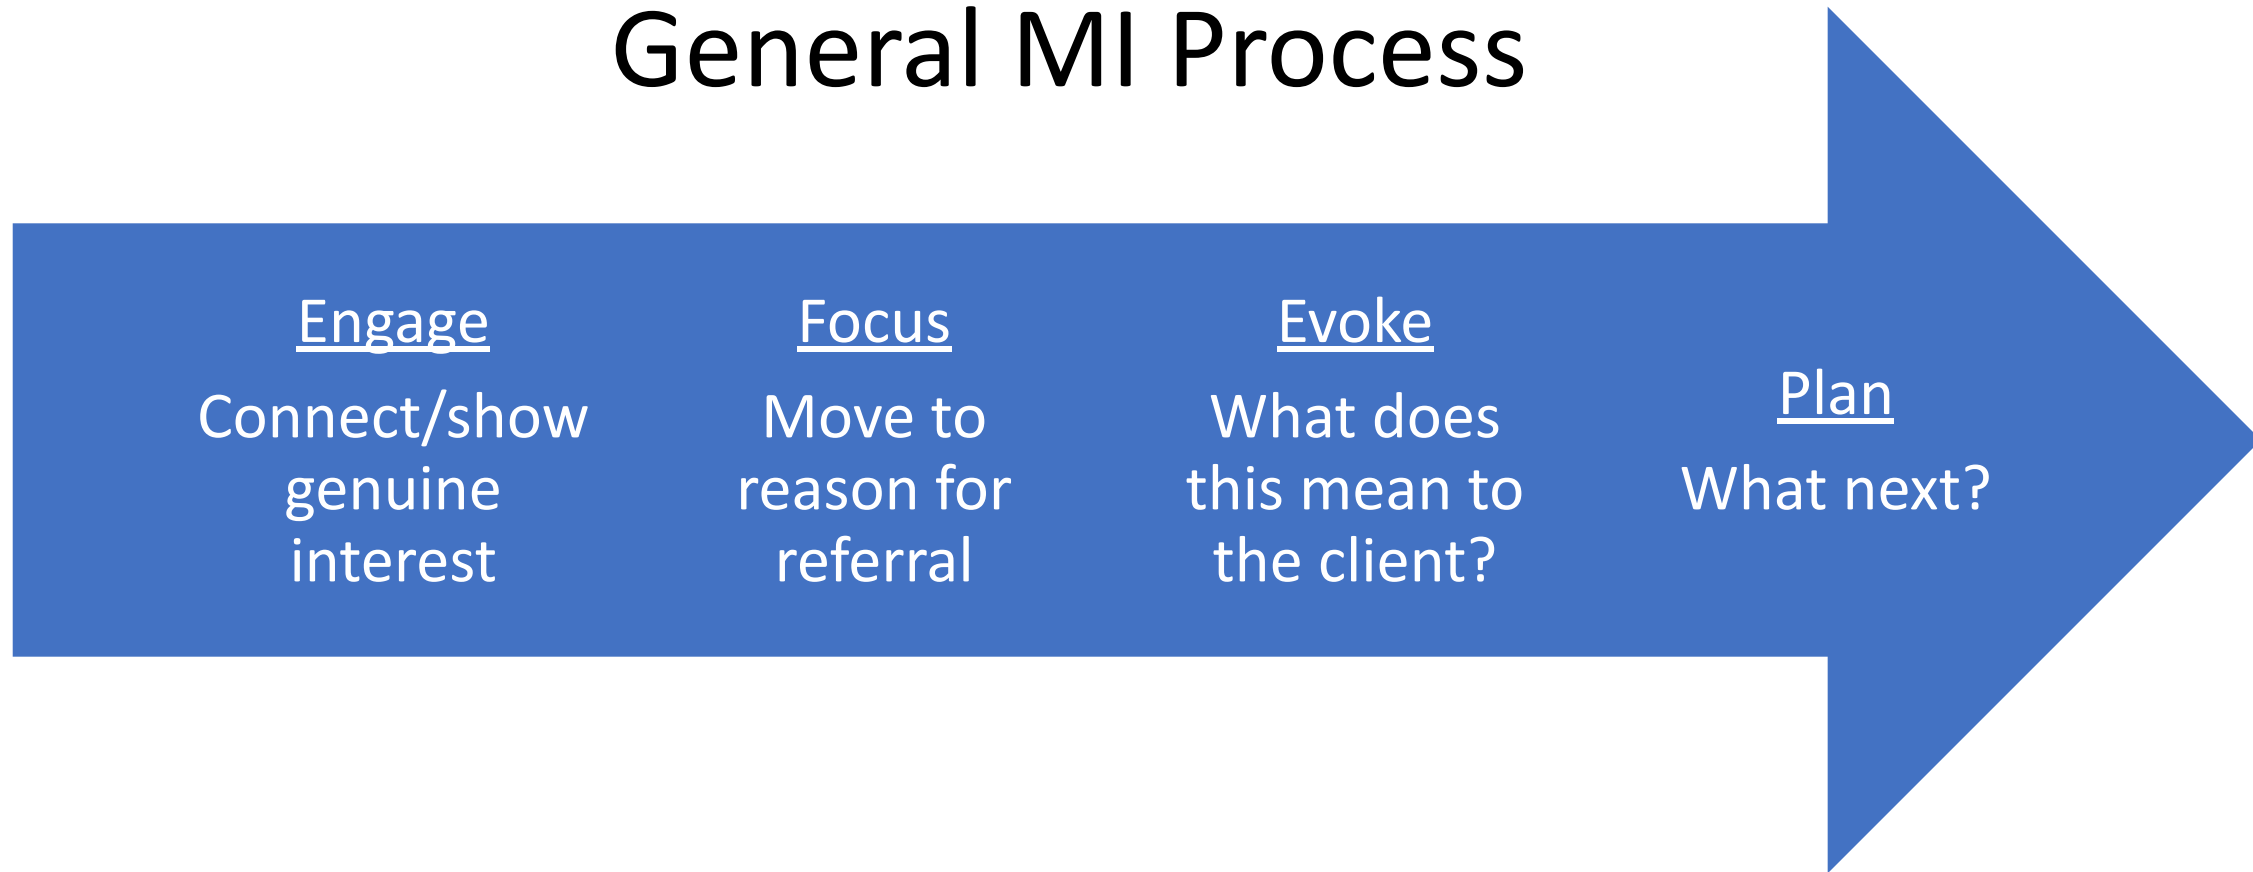 General MI Process
Engage
Connect/show
genuine
interest
Focus
Move to
reason for
referral
Evoke
What does
this mean to
the client?
Plan
What next?